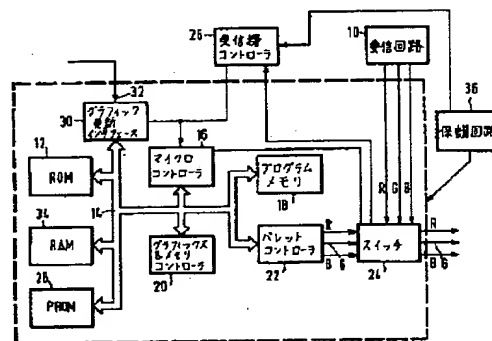 26
受信器
コントローラ
10
受信回路
36
保護回路
32
30
グラフィック
更新
インタフェース
16
マイクロ
コントローラ
12
ROM
プログラム
メモリ
18
R
G
B
14
34
RAM
グラフィックス
&メモリ
コントローラ
20
パレット
コントローラ
22
R
B
G
スイッチ
24
R
B
G
28
PROM